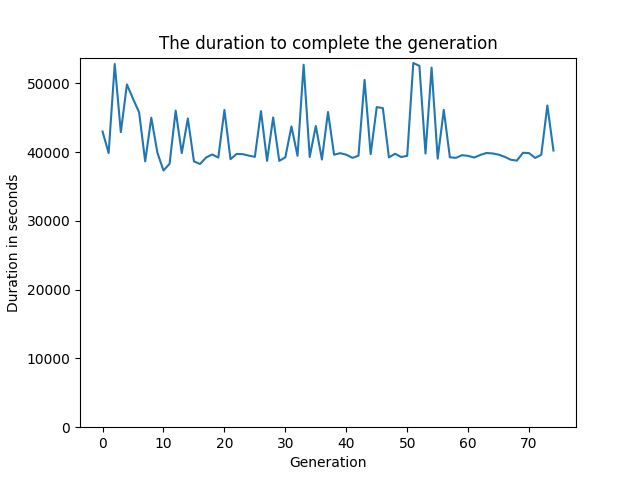 The duration to complete the generation
50000
40000
30000
20000
10000
0
Duration in seconds
0 10 20 30 40 50 60 70
Generation